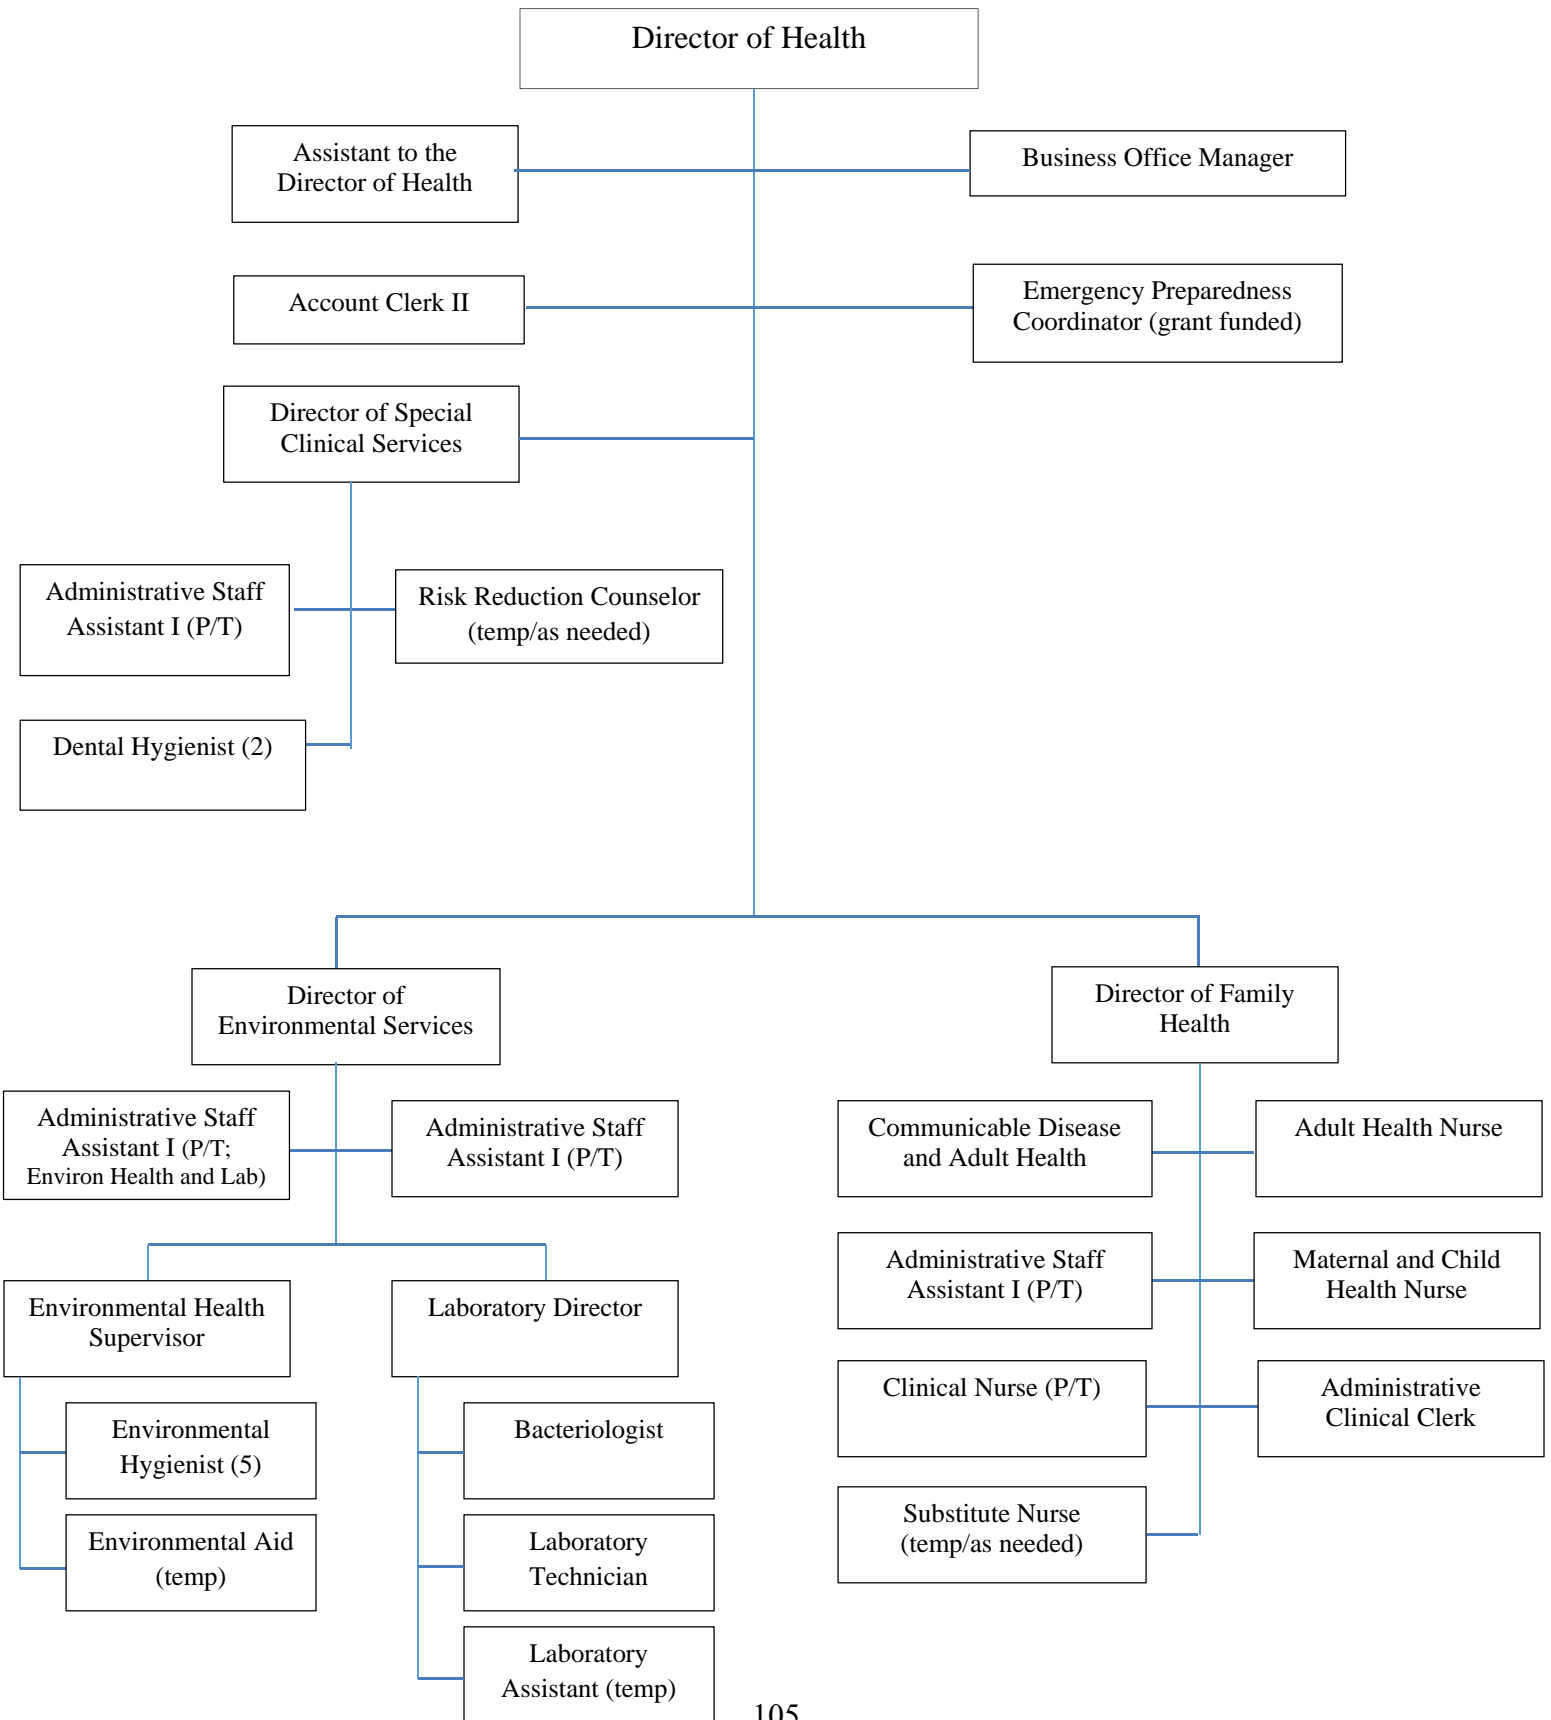 Director of Health
Assistant to the
Director of Health
Business Office Manager
Account Clerk II
Emergency Preparedness
Coordinator (grant funded)
Director of Special
Clinical Services
Administrative Staff
Assistant I (P/T)
Risk Reduction Counselor
(temp/as needed)
Dental Hygienist (2)
Director of
Environmental Services
Director of Family
Health
Administrative Staff
Assistant I (P/T;
Environ Health and Lab)
Administrative Staff
Assistant I (P/T)
Communicable Disease
and Adult Health
Adult Health Nurse
Administrative Staff
Assistant I (P/T)
Maternal and Child
Health Nurse
Environmental Health
Supervisor
Laboratory Director
Clinical Nurse (P/T)
Administrative
Clinical Clerk
Environmental
Hygienist (5)
Bacteriologist
Substitute Nurse
(temp/as needed)
Environmental Aid
(temp)
Laboratory
Technician
Laboratory
Assistant (temp)
105